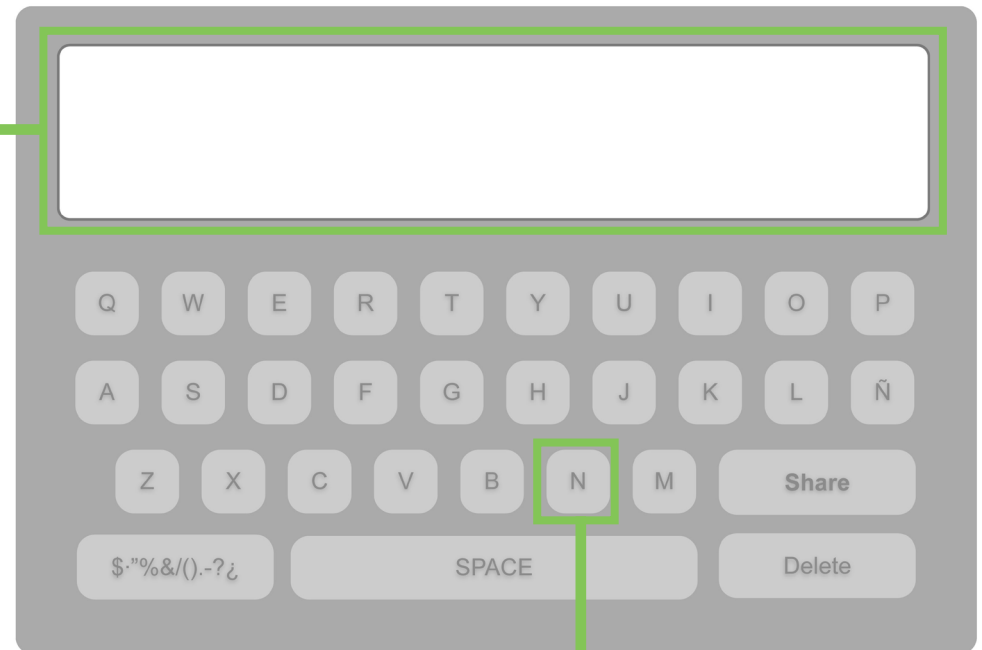 Q W E R T Y U I O P
A S D F G H J K L Ñ
Z X C V B N M Share
$·"%&/().-?¿ SPACE Delete